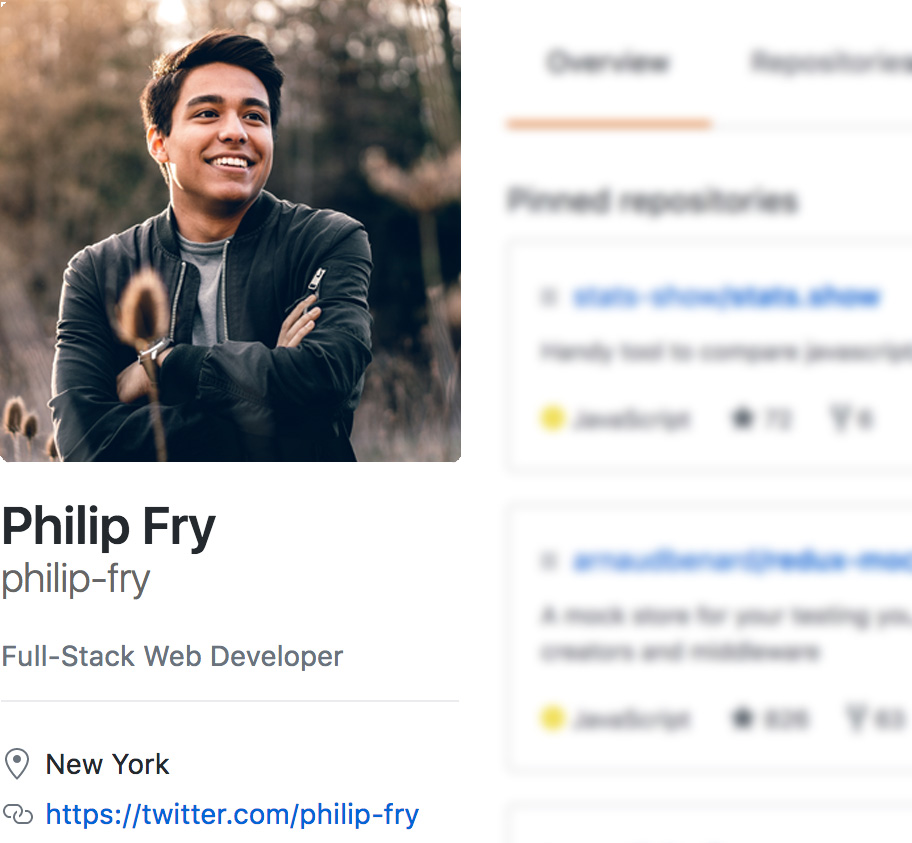 Overview
Repositories
Pinned repositories
stats-show/stats.show
Handy tool to compare javascript
JavaScript 72 6
arnaudbenard/redux-moc
A mock store for your testing you
creators and middleware
JavaScript 826 63
Philip Fry
philip-fry
Full-Stack Web Developer
New York
https://twitter.com/philip-fry